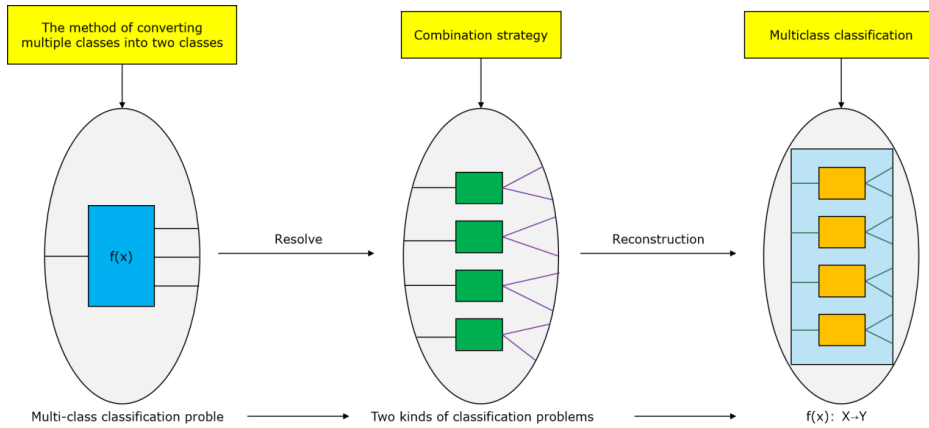 The method of converting
multiple classes into two classes
Combination strategy
Multiclass classification
f(x)
Resolve
Reconstruction
Multi-class classification proble
Two kinds of classification problems
f(x): X→Y